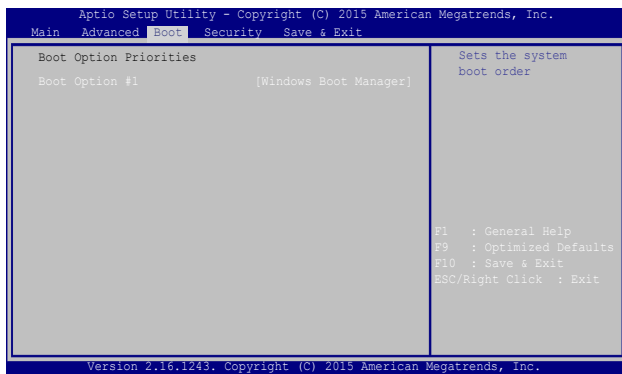 Aptio Setup Utility - Copyright (C) 2015 American Megatrends, Inc.
Main Advanced Boot Security Save & Exit
Boot Option Priorities
Boot Option #1 [Windows Boot Manager]
Sets the system
boot order
F1 : General Help
F9 : Optimized Defaults
F10 : Save & Exit
ESC/Right Click : Exit
Version 2.16.1243. Copyright (C) 2015 American Megatrends, Inc.